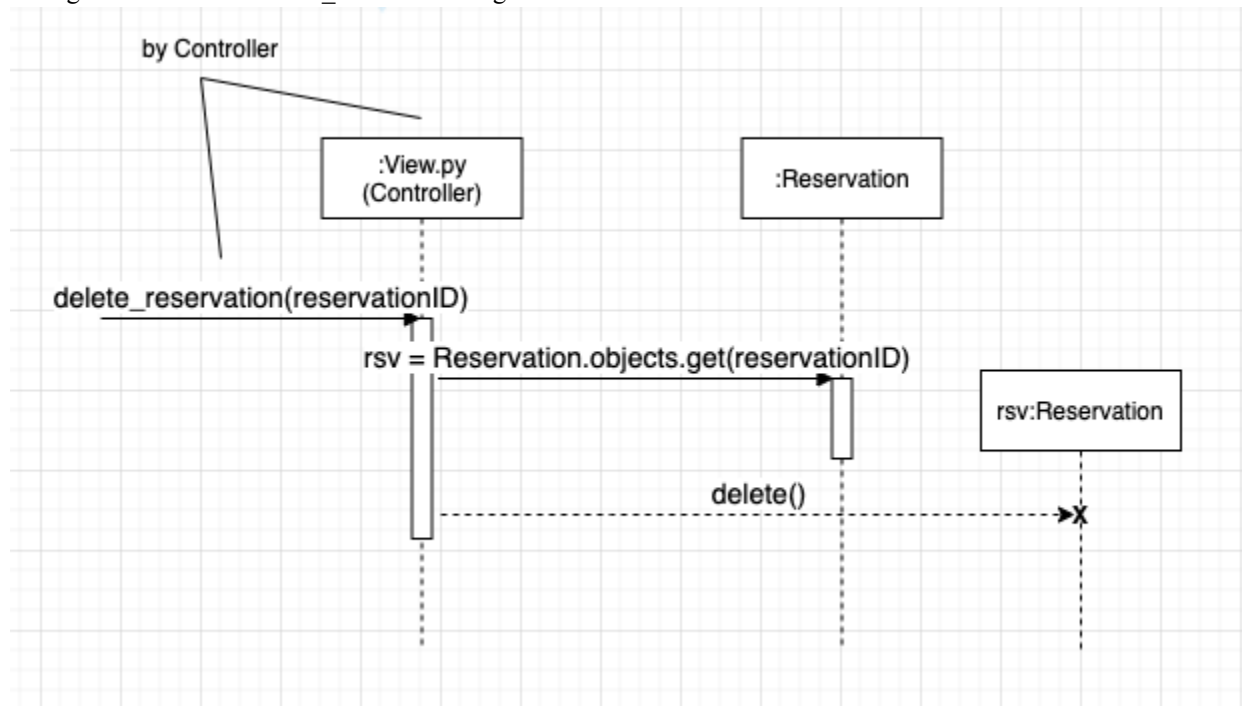 by Controller
:View.py
(Controller)
:Reservation
delete_reservation(reservationID)
rsv = Reservation.objects.get(reservationID)
rsv:Reservation
delete()
X